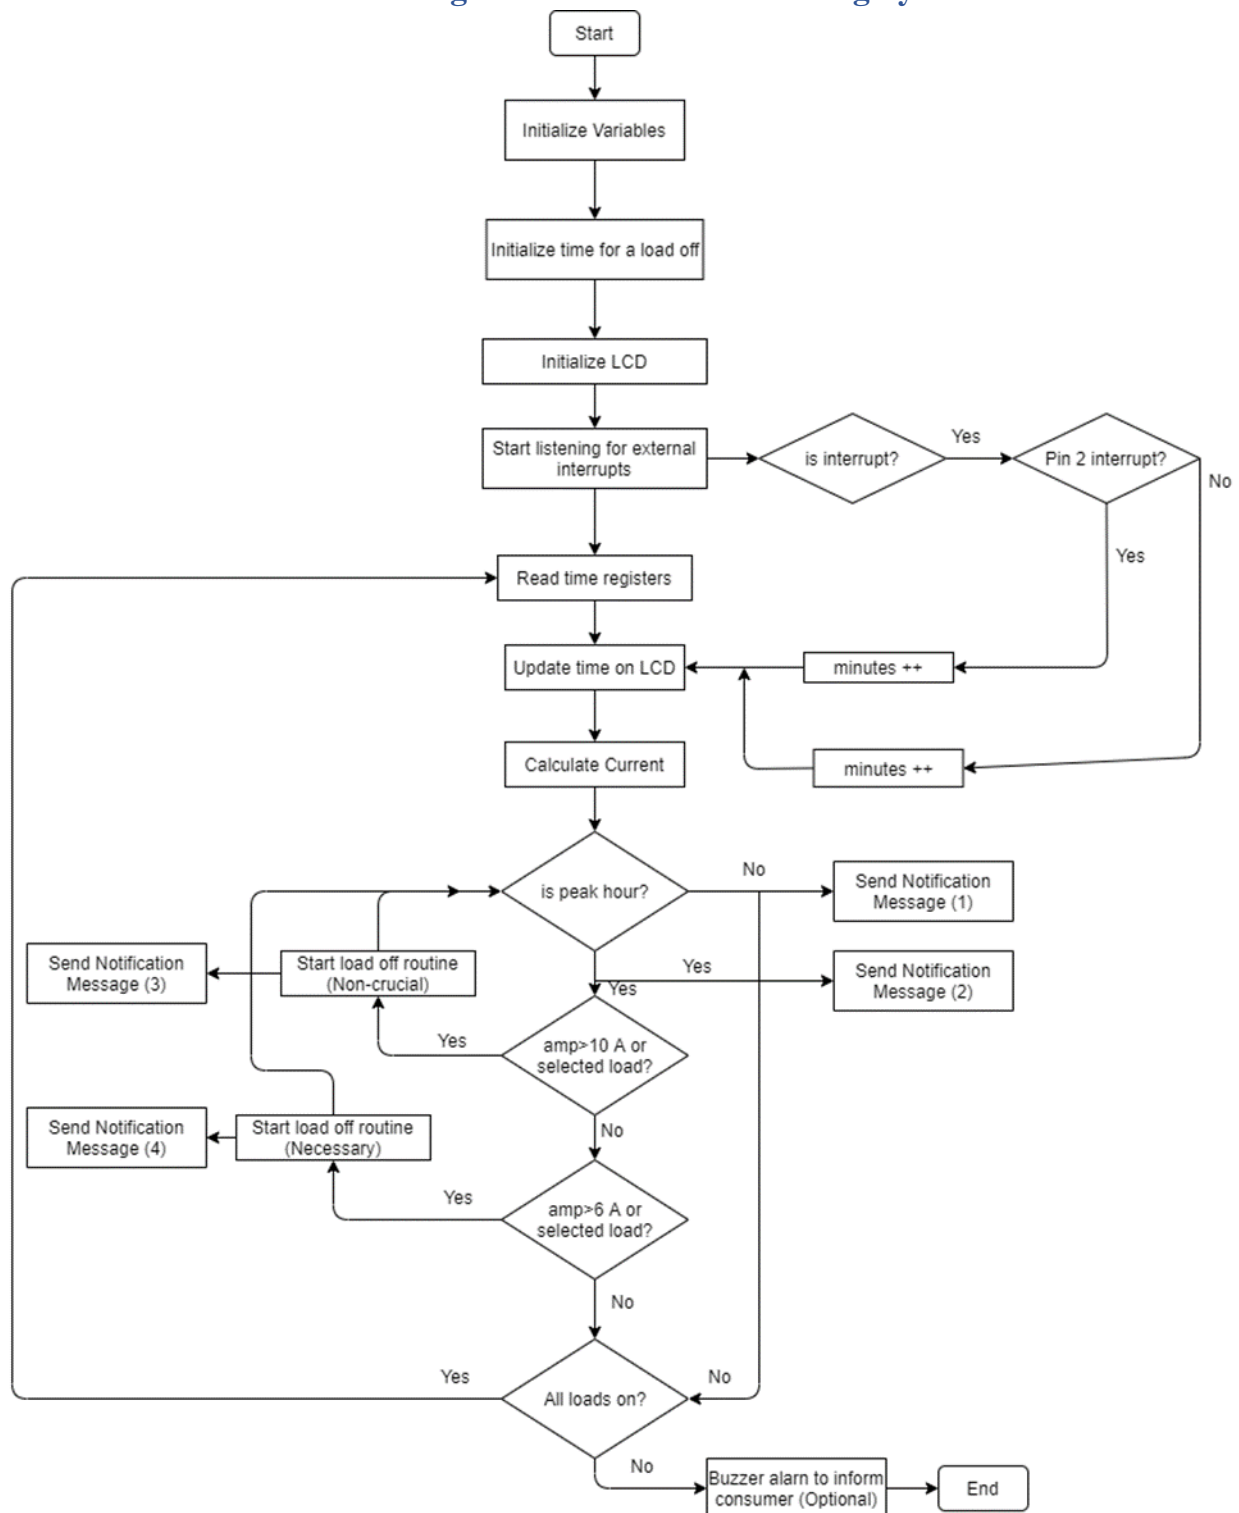 Start
Initialize Variables
Initialize time for a load off
Initialize LCD
Start listening for external
interrupts
is interrupt?
Yes
Pin 2 interrupt?
No
Yes
Read time registers
Update time on LCD
minutes ++
Calculate Current
minutes ++
is peak hour?
No
Send Notification
Message (1)
Send Notification
Message (3)
Start load off routine
(Non-crucial)
Yes
Yes
Send Notification
Message (2)
Yes
amp>10 A or
selected load?
No
Send Notification
Message (4)
Start load off routine
(Necessary)
Yes
amp>6 A or
selected load?
No
Yes
All loads on?
No
No
Buzzer alarn to inform
consumer (Optional)
End